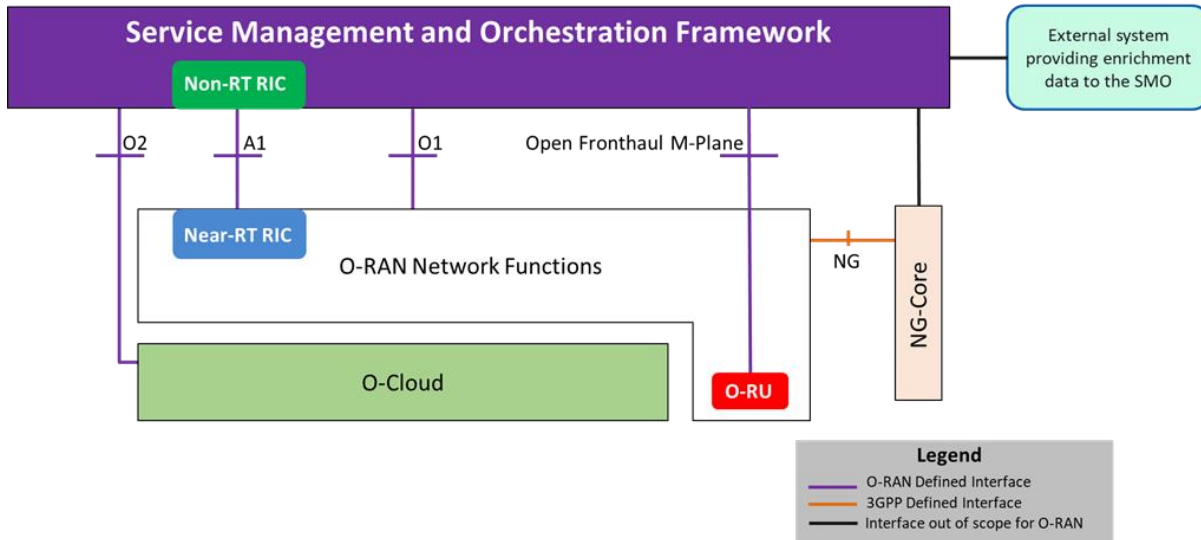 Service Management and Orchestration Framework
Non-RT RIC
External system
providing enrichment
data to the SMO
O2
A1
O1
Open Fronthaul M-Plane
Near-RT RIC
O-RAN Network Functions
NG
NG-Core
O-Cloud
O-RU
Legend
O-RAN Defined Interface
3GPP Defined Interface
Interface out of scope for O-RAN